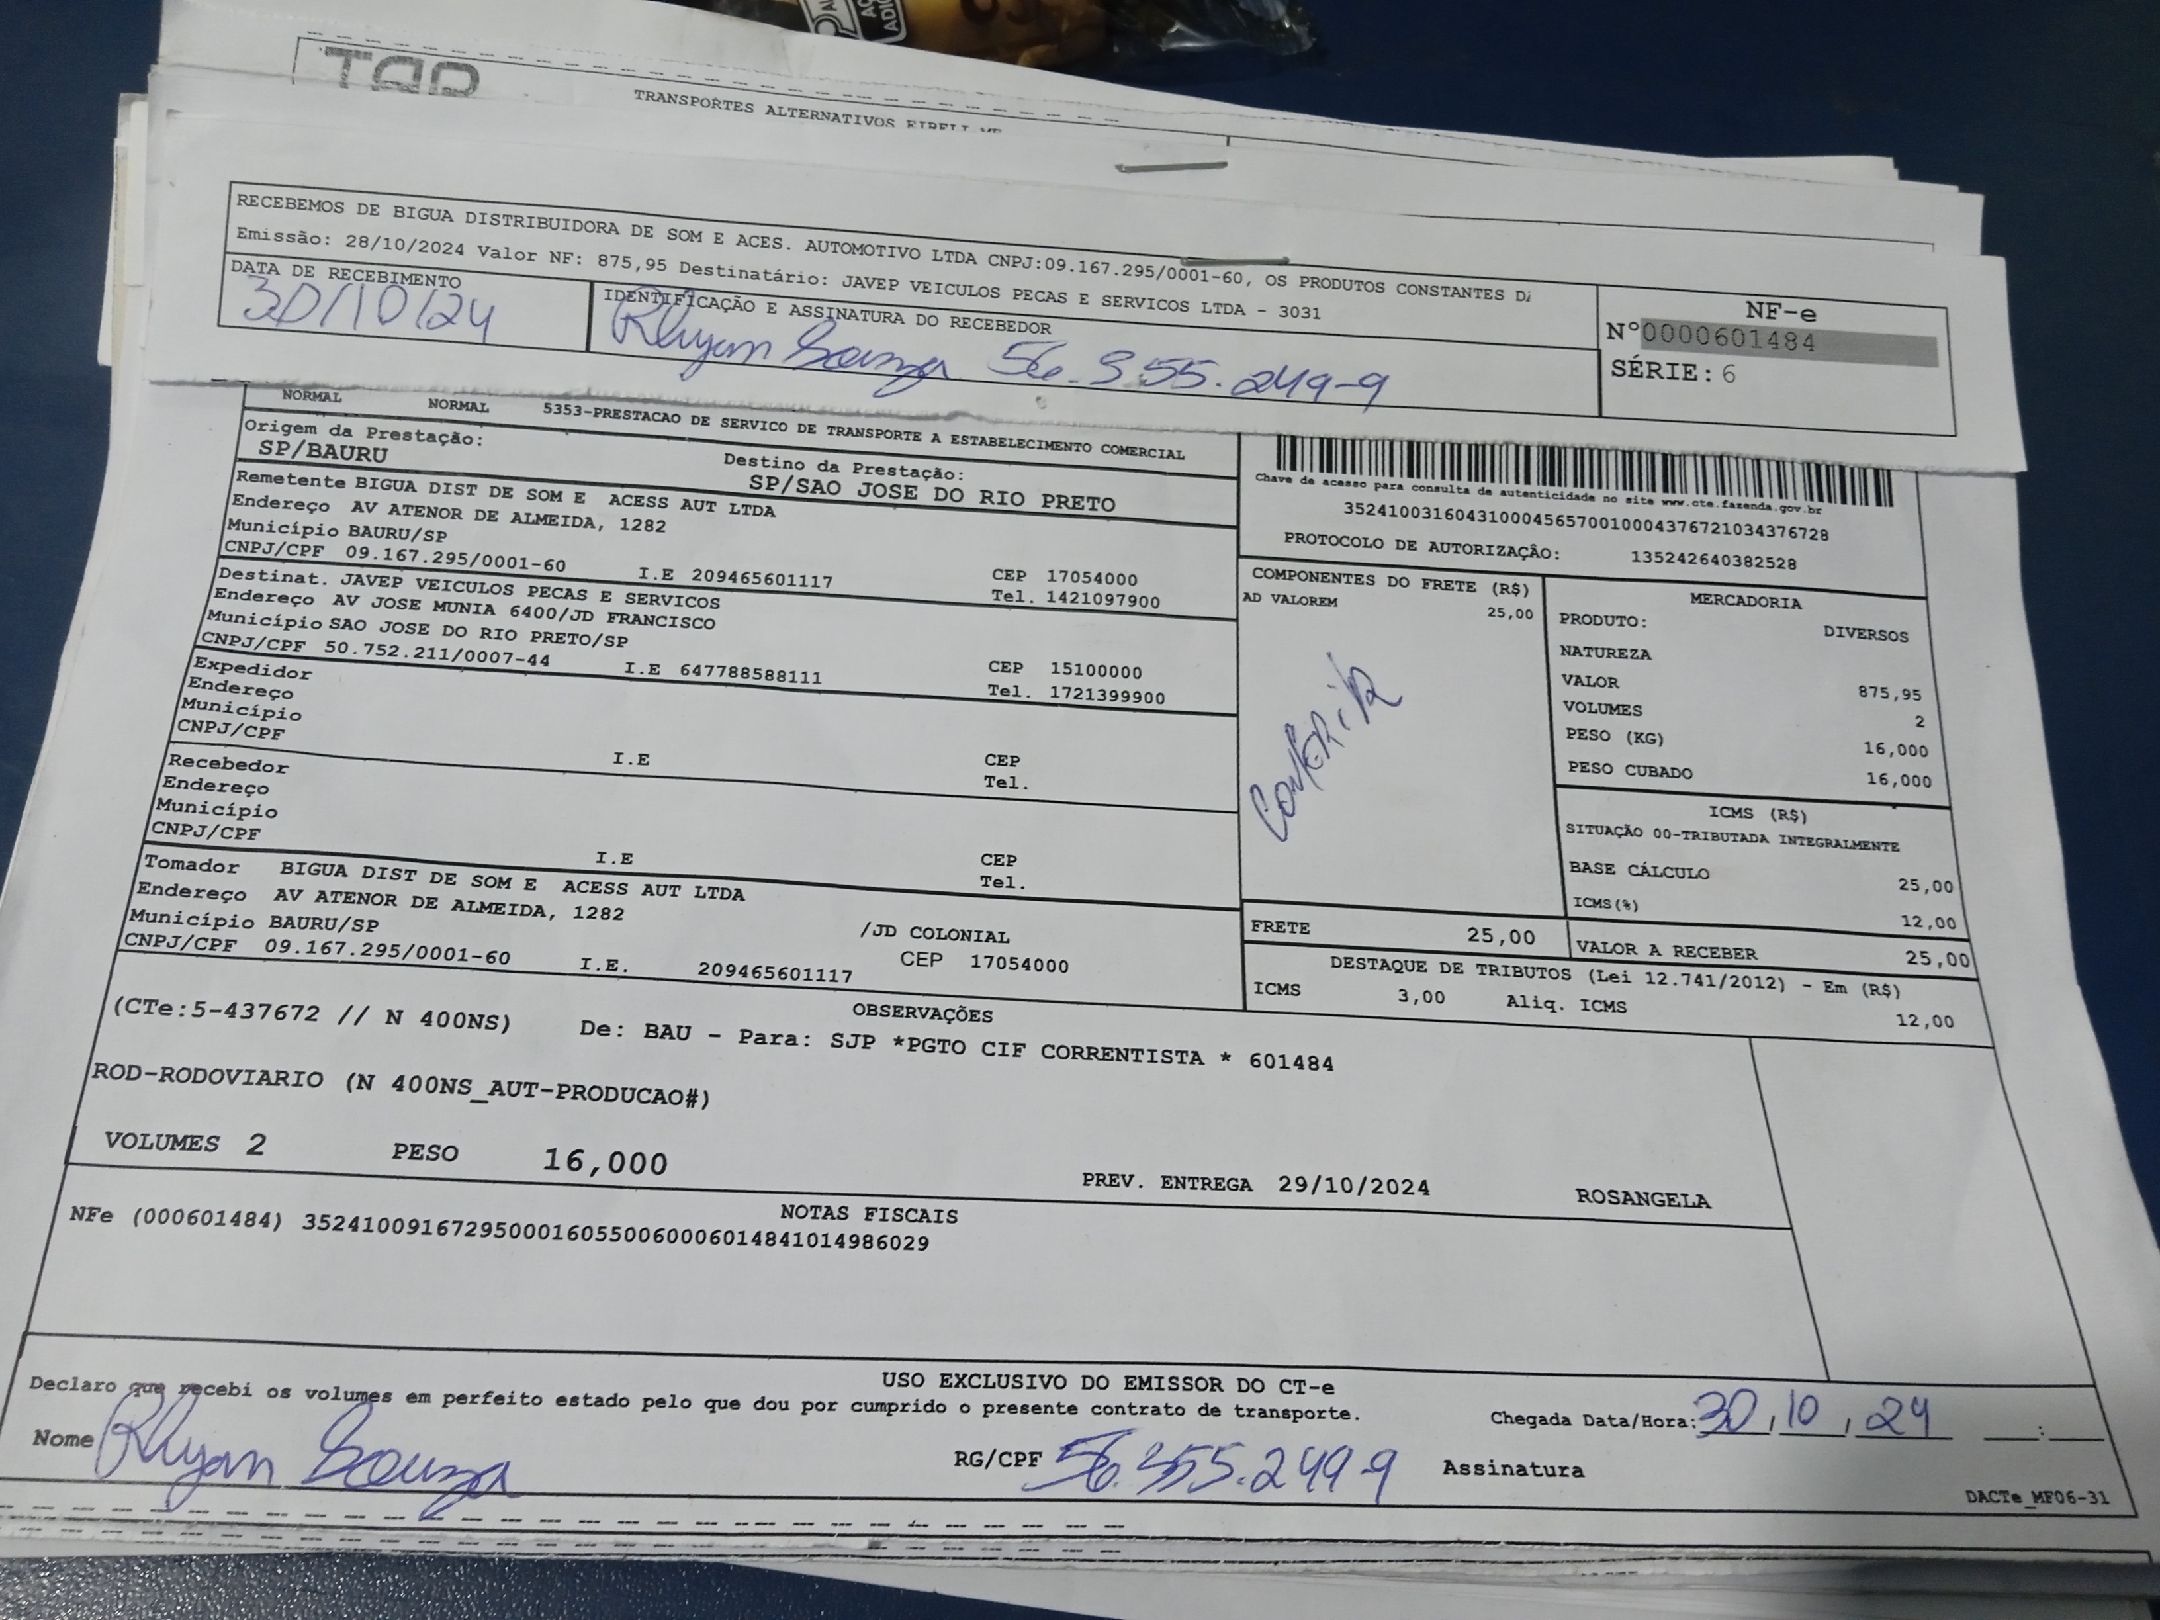 TRANSPORTES ALTERNATIVOS EIRELI ME
RECEBEMOS DE BIGUA DISTRIBUIDORA DE SOM E ACES. AUTOMOTIVO LTDA CNPJ:09.167.295/0001-60, OS PRODUTOS CONSTANTES DA
Emissão: 28/10/2024 Valor NF: 875,95 Destinatário: JAVEP VEICULOS PECAS E SERVICOS LTDA - 3031
DATA DE RECEBIMENTO
30/10/24
IDENTIFICAÇÃO E ASSINATURA DO RECEBEDOR
Rhyan Souza 56.355.249-9
NF-e
N°0000601484
SÉRIE: 6
NORMAL NORMAL 5353-PRESTACAO DE SERVICO DE TRANSPORTE A ESTABELECIMENTO COMERCIAL
Origem da Prestação:
SP/BAURU
Destino da Prestação:
SP/SAO JOSE DO RIO PRETO
Remetente BIGUA DIST DE SOM E ACESS AUT LTDA
Endereço AV ATENOR DE ALMEIDA, 1282
Município BAURU/SP
CNPJ/CPF 09.167.295/0001-60 I.E 209465601117 CEP 17054000
Tel. 1421097900
Destinat. JAVEP VEICULOS PECAS E SERVICOS
Endereço AV JOSE MUNIA 6400/JD FRANCISCO
Município SAO JOSE DO RIO PRETO/SP
CNPJ/CPF 50.752.211/0007-44 I.E 647788588111 CEP 15100000
Tel. 1721399900
Expedidor
Endereço
Município
CNPJ/CPF
I.E CEP
Tel.
Recebedor
Endereço
Município
CNPJ/CPF
I.E CEP
Tel.
Tomador BIGUA DIST DE SOM E ACESS AUT LTDA
Endereço AV ATENOR DE ALMEIDA, 1282 /JD COLONIAL
Município BAURU/SP CEP 17054000
CNPJ/CPF 09.167.295/0001-60 I.E. 209465601117
Chave de acesso para consulta de autenticidade no site www.cte.fazenda.gov.br
35241003160431000456570010004376721034376728
PROTOCOLO DE AUTORIZAÇÃO: 135242640382528
COMPONENTES DO FRETE (R$)
AD VALOREM 25,00
Conferir
MERCADORIA
PRODUTO: DIVERSOS
NATUREZA
VALOR 875,95
VOLUMES 2
PESO (KG) 16,000
PESO CUBADO 16,000
ICMS (R$)
SITUAÇÃO 00-TRIBUTADA INTEGRALMENTE
BASE CÁLCULO 25,00
ICMS(%) 12,00
FRETE 25,00
VALOR A RECEBER 25,00
DESTAQUE DE TRIBUTOS (Lei 12.741/2012) - Em (R$)
ICMS 3,00 Aliq. ICMS 12,00
OBSERVAÇÕES
(CTe:5-437672 // N 400NS) De: BAU - Para: SJP *PGTO CIF CORRENTISTA * 601484
ROD-RODOVIARIO (N 400NS_AUT-PRODUCAO#)
VOLUMES 2 PESO 16,000 PREV. ENTREGA 29/10/2024 ROSANGELA
NOTAS FISCAIS
NFe (000601484) 35241009167295000160550060006014841014986029
USO EXCLUSIVO DO EMISSOR DO CT-e
Declaro que recebi os volumes em perfeito estado pelo que dou por cumprido o presente contrato de transporte.
Chegada Data/Hora: 30, 10, 24
Nome Rhyan Souza RG/CPF 56.355.249-9 Assinatura
DACTe_MF06-31